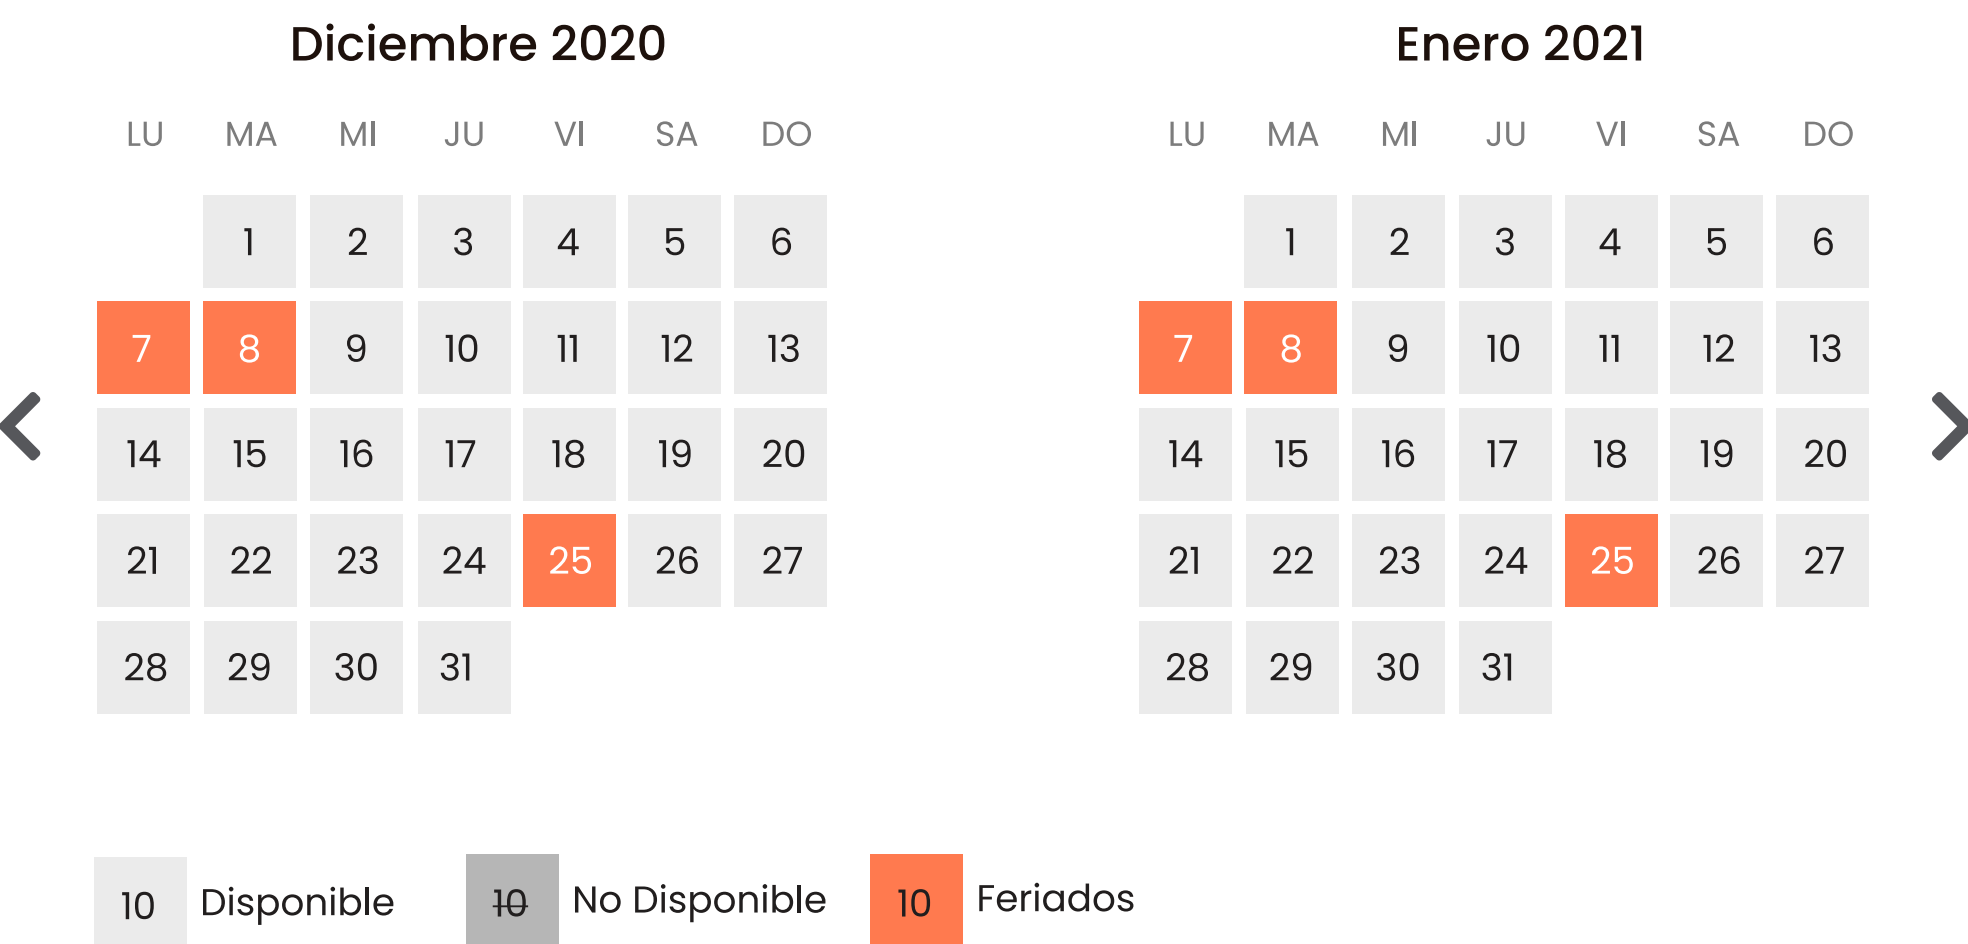 Diciembre 2020
LU MA MI JU VI SA DO
1 2 3 4 5 6
7 8 9 10 11 12 13
14 15 16 17 18 19 20
21 22 23 24 25 26 27
28 29 30 31
Enero 2021
LU MA MI JU VI SA DO
1 2 3 4 5 6
7 8 9 10 11 12 13
14 15 16 17 18 19 20
21 22 23 24 25 26 27
28 29 30 31
10 Disponible
10 No Disponible
10 Feriados